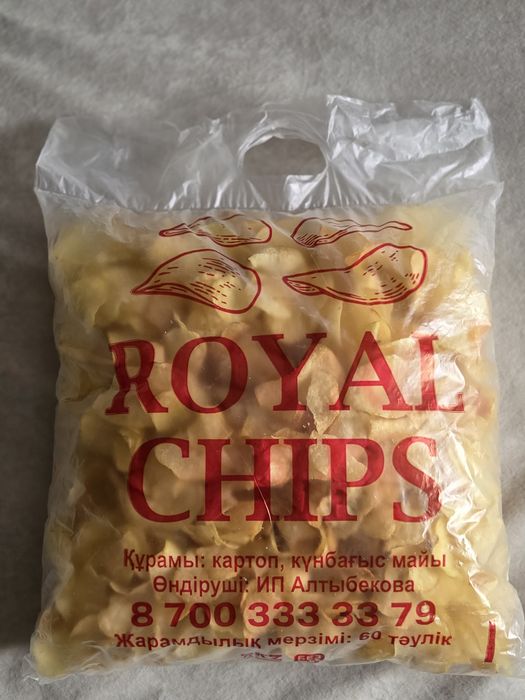 ROYAL
CHIPS
Құрамы: картоп, күнбағыс майы
Өндіруші: ИП Алтыбекова
8 700 333 33 79
Жарамдылық мерзімі: 60 тәулік